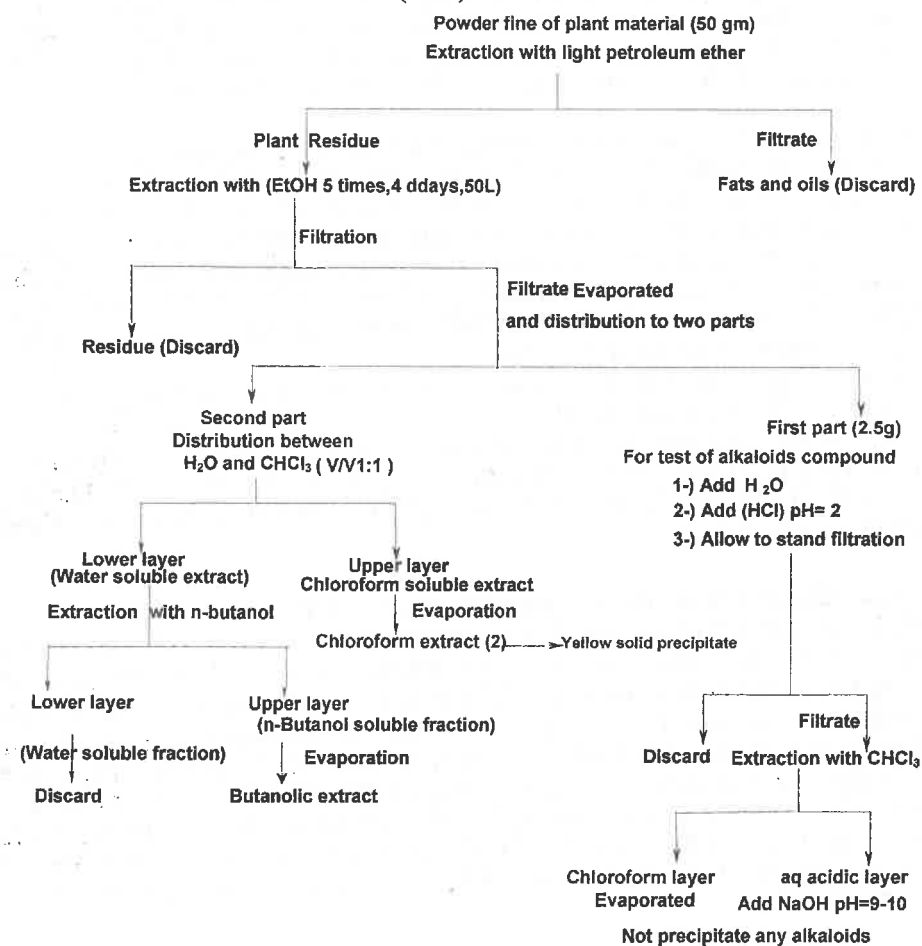 Powder fine of plant material (50 gm)
Extraction with light petroleum ether
Plant Residue
Filtrate
Extraction with (EtOH 5 times,4 ddays,50L)
Fats and oils (Discard)
Filtration
Filtrate Evaporated
and distribution to two parts
Residue (Discard)
Second part
Distribution between
H₂O and CHCl₃ ( V/V1:1 )
First part (2.5g)
For test of alkaloids compound
1-) Add H ₂O
2-) Add (HCl) pH= 2
3-) Allow to stand filtration
Lower layer
(Water soluble extract)
Extraction with n-butanol
Upper layer
Chloroform soluble extract
Evaporation
Chloroform extract (2)
Yellow solid precipitate
Lower layer
(Water soluble fraction)
Discard
Upper layer
(n-Butanol soluble fraction)
Evaporation
Butanolic extract
Filtrate
Discard
Extraction with CHCl₃
Chloroform layer
Evaporated
aq acidic layer
Add NaOH pH=9-10
Not precipitate any alkaloids